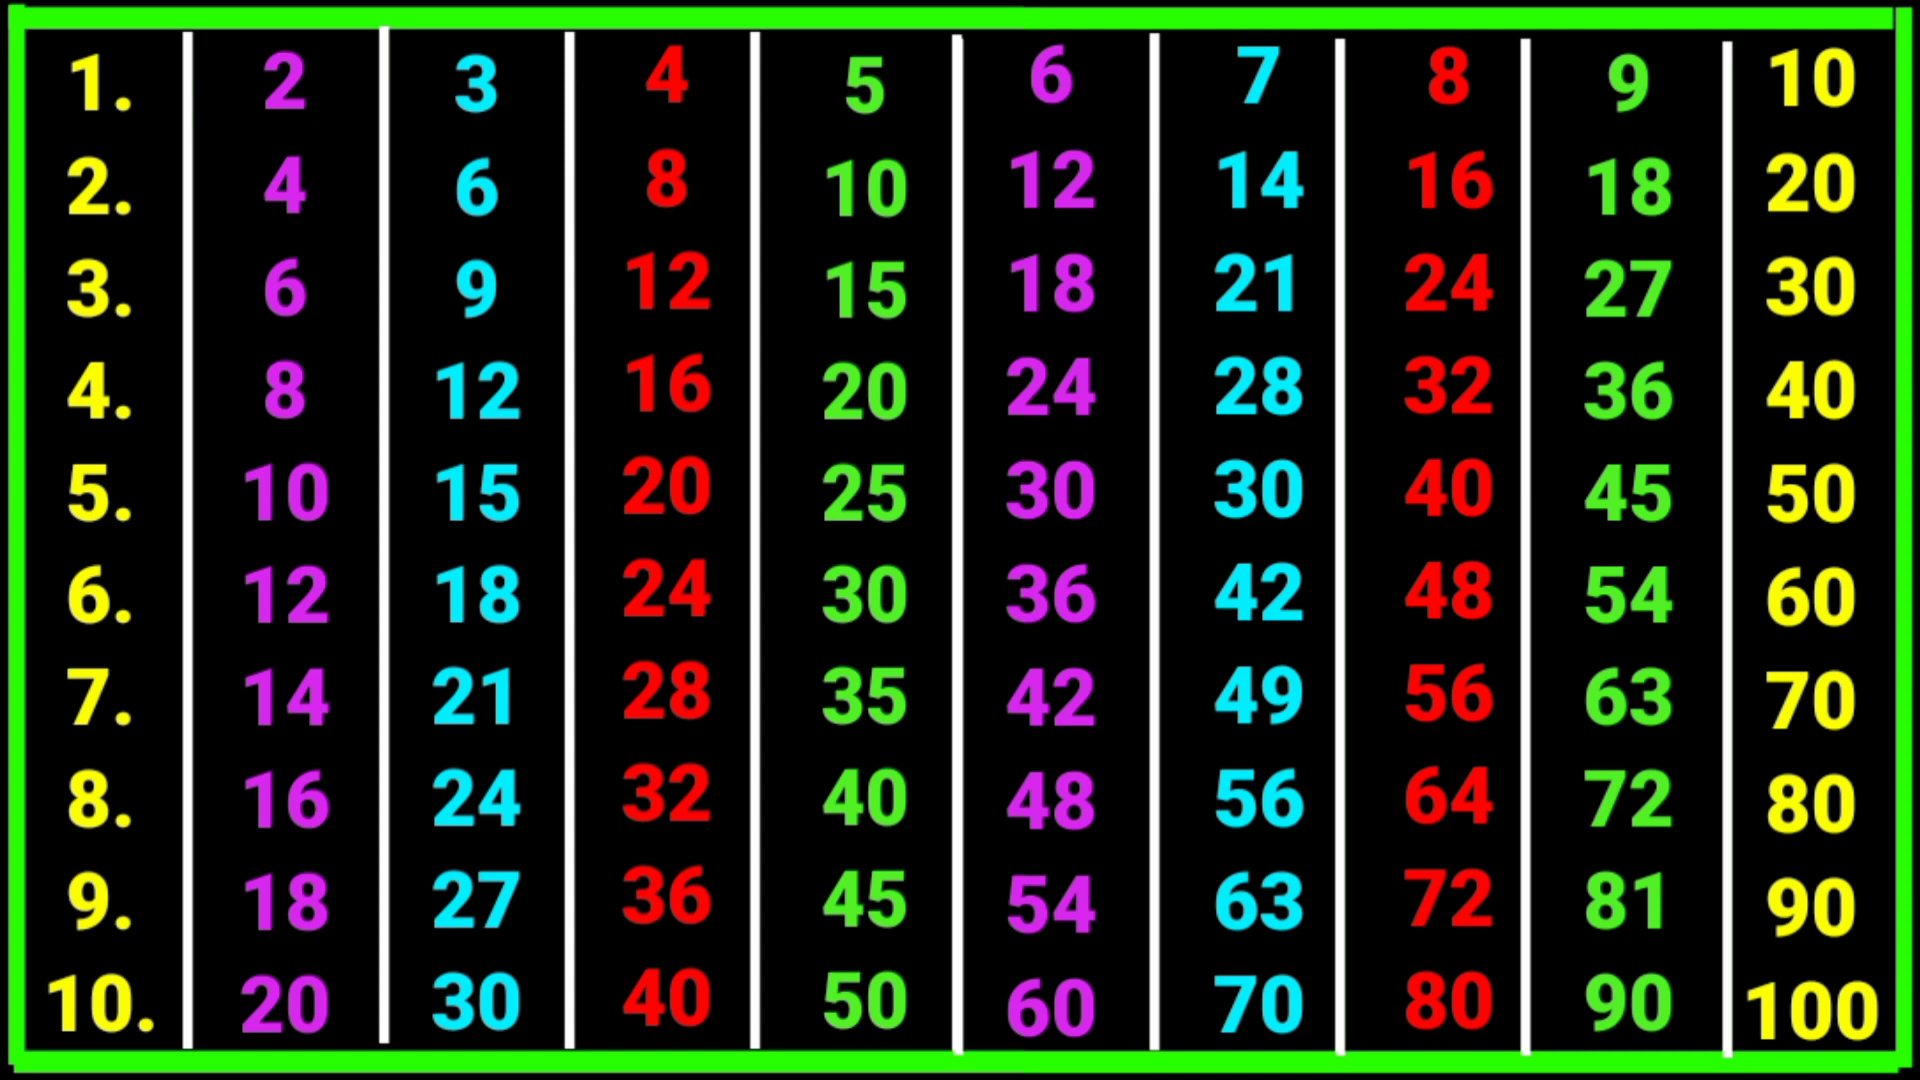 1. 2 3 4 5 6 7 8 9 10
2. 4 6 8 10 12 14 16 18 20
3. 6 9 12 15 18 21 24 27 30
4. 8 12 16 20 24 28 32 36 40
5. 10 15 20 25 30 30 40 45 50
6. 12 18 24 30 36 42 48 54 60
7. 14 21 28 35 42 49 56 63 70
8. 16 24 32 40 48 56 64 72 80
9. 18 27 36 45 54 63 72 81 90
10. 20 30 40 50 60 70 80 90 100